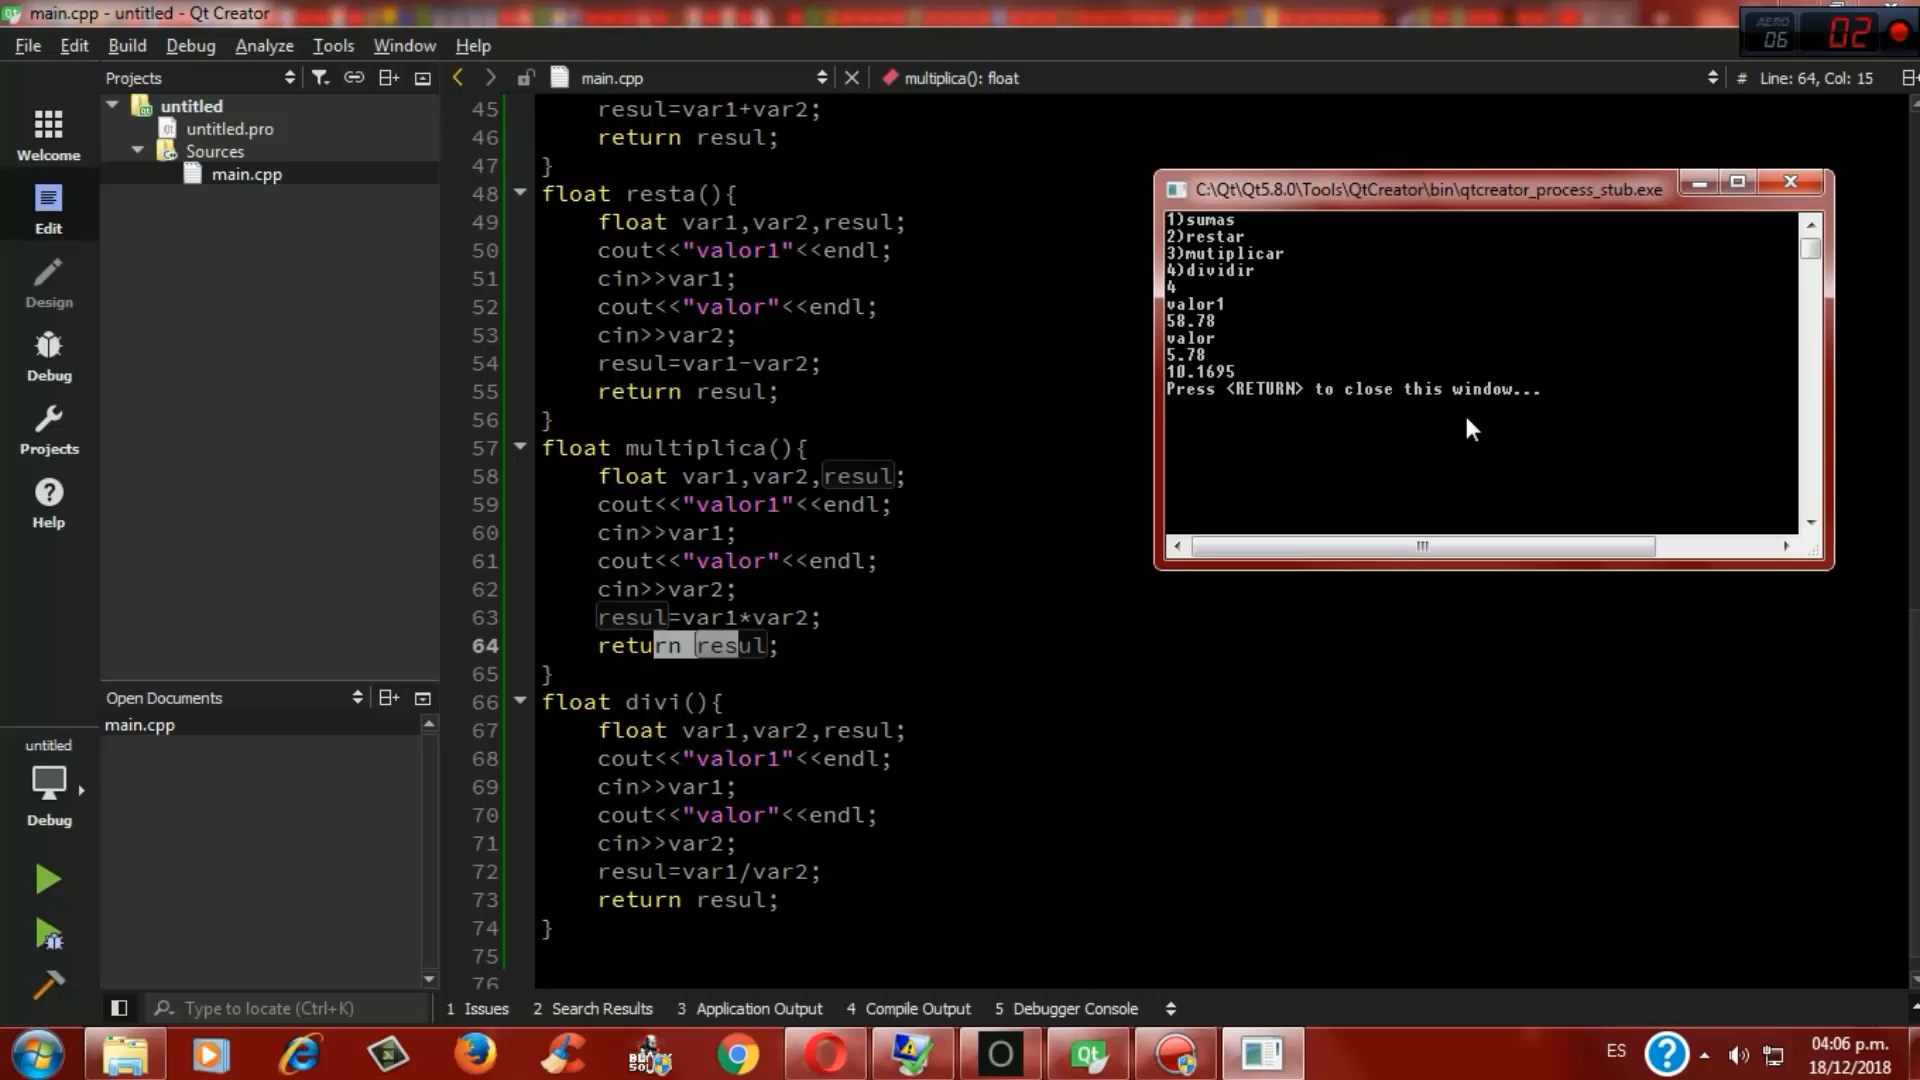 main.cpp - untitled - Qt Creator
AERO
06
02
File Edit Build Debug Analyze Tools Window Help
Projects
main.cpp
multiplica(): float
# Line: 64, Col: 15
Welcome
Edit
Design
Debug
Projects
Help
untitled
untitled.pro
Sources
main.cpp
45 resul=var1+var2;
46 return resul;
47 }
48 float resta(){
49 float var1,var2,resul;
50 cout<<"valor1"<<endl;
51 cin>>var1;
52 cout<<"valor"<<endl;
53 cin>>var2;
54 resul=var1-var2;
55 return resul;
56 }
57 float multiplica(){
58 float var1,var2,resul;
59 cout<<"valor1"<<endl;
60 cin>>var1;
61 cout<<"valor"<<endl;
62 cin>>var2;
63 resul=var1*var2;
64 return resul;
65 }
66 float divi(){
67 float var1,var2,resul;
68 cout<<"valor1"<<endl;
69 cin>>var1;
70 cout<<"valor"<<endl;
71 cin>>var2;
72 resul=var1/var2;
73 return resul;
74 }
75
76
C:\Qt\Qt5.8.0\Tools\QtCreator\bin\qtcreator_process_stub.exe
1)sumas
2)restar
3)mutiplicar
4)dividir
4
valor1
58.78
valor
5.78
10.1695
Press <RETURN> to close this window...
Open Documents
main.cpp
untitled
Debug
Type to locate (Ctrl+K)
1 Issues 2 Search Results 3 Application Output 4 Compile Output 5 Debugger Console
ES
04:06 p.m.
18/12/2018